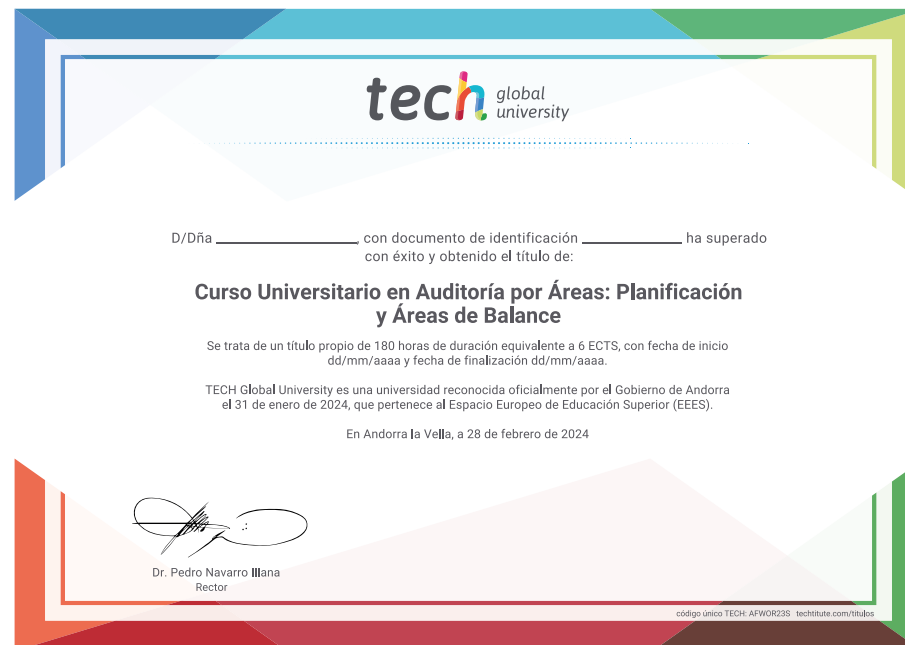 tech global university
D/Dña ____________________, con documento de identificación ______________ ha superado
con éxito y obtenido el título de:
Curso Universitario en Auditoría por Áreas: Planificación
y Áreas de Balance
Se trata de un título propio de 180 horas de duración equivalente a 6 ECTS, con fecha de inicio
dd/mm/aaaa y fecha de finalización dd/mm/aaaa.
TECH Global University es una universidad reconocida oficialmente por el Gobierno de Andorra
el 31 de enero de 2024, que pertenece al Espacio Europeo de Educación Superior (EEES).
En Andorra la Vella, a 28 de febrero de 2024
Dr. Pedro Navarro Illana
Rector
código único TECH: AFWOR23S techtitute.com/titulos